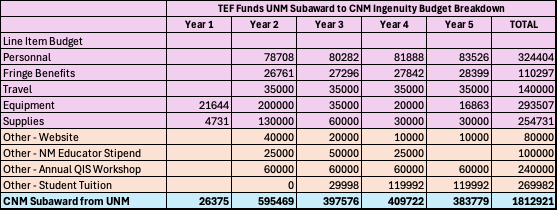 TEF Funds UNM Subaward to CNM Ingenuity Budget Breakdown
Year 1 Year 2 Year 3 Year 4 Year 5 TOTAL
Line Item Budget
Personnal 78708 80282 81888 83526 324404
Fringe Benefits 26761 27296 27842 28399 110297
Travel 35000 35000 35000 35000 140000
Equipment 21644 200000 35000 20000 16863 293507
Supplies 4731 130000 60000 30000 30000 254731
Other - Website 40000 20000 10000 10000 80000
Other - NM Educator Stipend 25000 50000 25000 100000
Other - Annual QIS Workshop 60000 60000 60000 60000 240000
Other - Student Tuition 0 29998 119992 119992 269982
CNM Subaward from UNM 26375 595469 397576 409722 383779 1812921